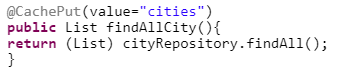 @CachePut(value="cities")
public List findAllCity(){
return (List) cityRepository.findAll();
}